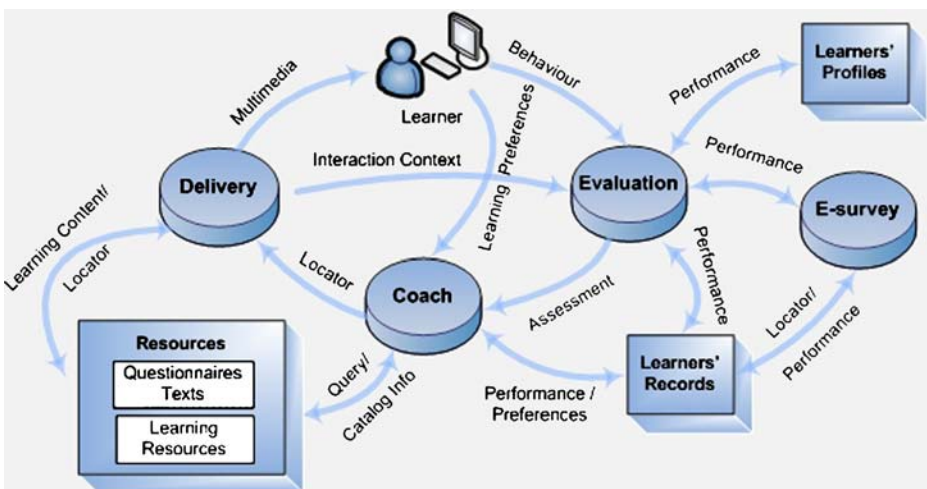 Learners'
Profiles
Behaviour
Performance
Multimedia
Learner
Learning Preferences
Interaction Context
Performance
Delivery
Evaluation
E-survey
Learning Content/
Locator
Locator
Coach
Assessment
Performance
Locator/
Performance
Resources
Questionnaires
Texts
Learning
Resources
Query/
Catalog Info
Performance /
Preferences
Learners'
Records